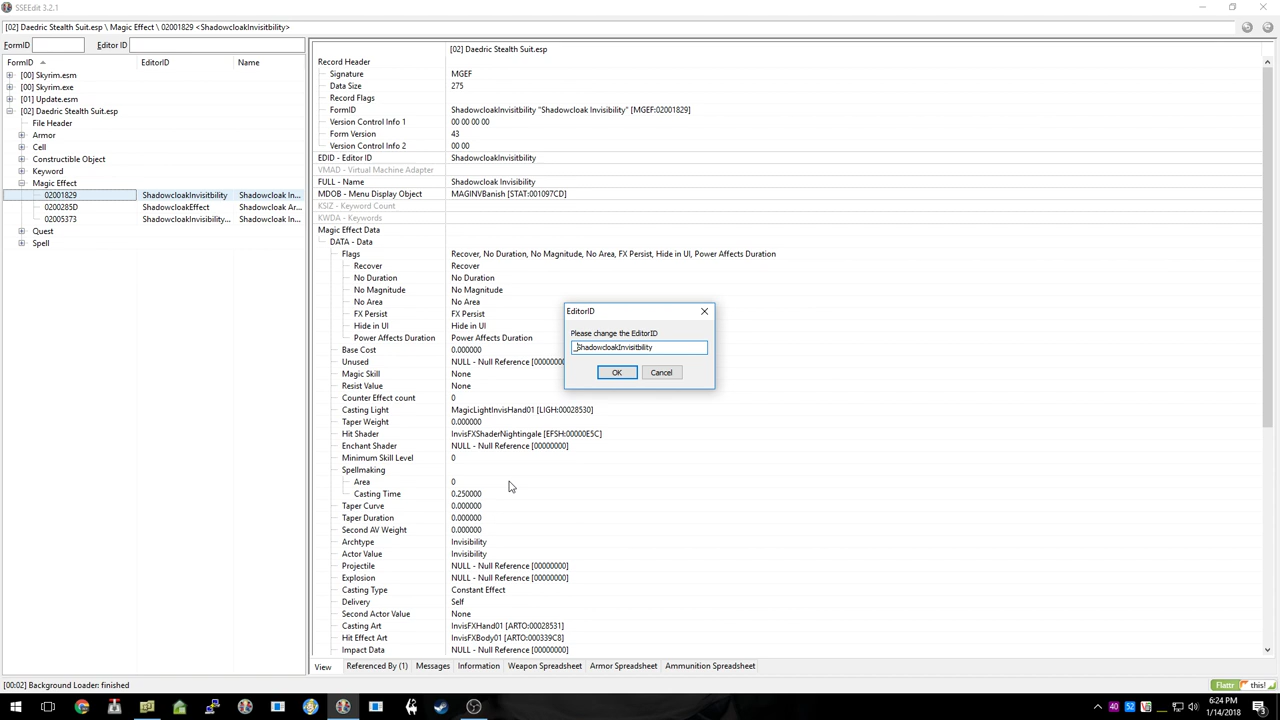 SSEEdit 3.2.1
[02] Daedric Stealth Suit.esp \ Magic Effect \ 02001829 <ShadowcloakInvisitbility>
FormID Editor ID
FormID EditorID Name
[00] Skyrim.esm
[00] Skyrim.exe
[01] Update.esm
[02] Daedric Stealth Suit.esp
File Header
Armor
Cell
Constructible Object
Keyword
Magic Effect
02001829 ShadowcloakInvisitbility Shadowcloak In...
0200285D ShadowcloakEffect Shadowcloak Ar...
02005373 ShadowcloakInvisibility... Shadowcloak In...
Quest
Spell
[02] Daedric Stealth Suit.esp
Record Header
Signature MGEF
Data Size 275
Record Flags
FormID ShadowcloakInvisitbility "Shadowcloak Invisibility" [MGEF:02001829]
Version Control Info 1 00 00 00 00
Form Version 43
Version Control Info 2 00 00
EDID - Editor ID ShadowcloakInvisitbility
VMAD - Virtual Machine Adapter
FULL - Name Shadowcloak Invisibility
MDOB - Menu Display Object MAGINVBanish [STAT:001097CD]
KSIZ - Keyword Count
KWDA - Keywords
Magic Effect Data
DATA - Data
Flags Recover, No Duration, No Magnitude, No Area, FX Persist, Hide in UI, Power Affects Duration
Recover Recover
No Duration No Duration
No Magnitude No Magnitude
No Area No Area
FX Persist FX Persist
Hide in UI Hide in UI
Power Affects Duration Power Affects Duration
Base Cost 0.000000
Unused NULL - Null Reference [00000000]
Magic Skill None
Resist Value None
Counter Effect count 0
Casting Light MagicLightInvisHand01 [LIGH:00028530]
Taper Weight 0.000000
Hit Shader InvisFXShaderNightingale [EFSH:00000E5C]
Enchant Shader NULL - Null Reference [00000000]
Minimum Skill Level 0
Spellmaking
Area 0
Casting Time 0.250000
Taper Curve 0.000000
Taper Duration 0.000000
Second AV Weight 0.000000
Archtype Invisibility
Actor Value Invisibility
Projectile NULL - Null Reference [00000000]
Explosion NULL - Null Reference [00000000]
Casting Type Constant Effect
Delivery Self
Second Actor Value None
Casting Art InvisFXHand01 [ARTO:00028531]
Hit Effect Art InvisFXBody01 [ARTO:000339C8]
Impact Data NULL - Null Reference [00000000]
EditorID
Please change the EditorID
_ShadowcloakInvisitbility
OK Cancel
View Referenced By (1) Messages Information Weapon Spreadsheet Armor Spreadsheet Ammunition Spreadsheet
[00:02] Background Loader: finished
Flattr this!
40 52
6:24 PM
1/14/2018